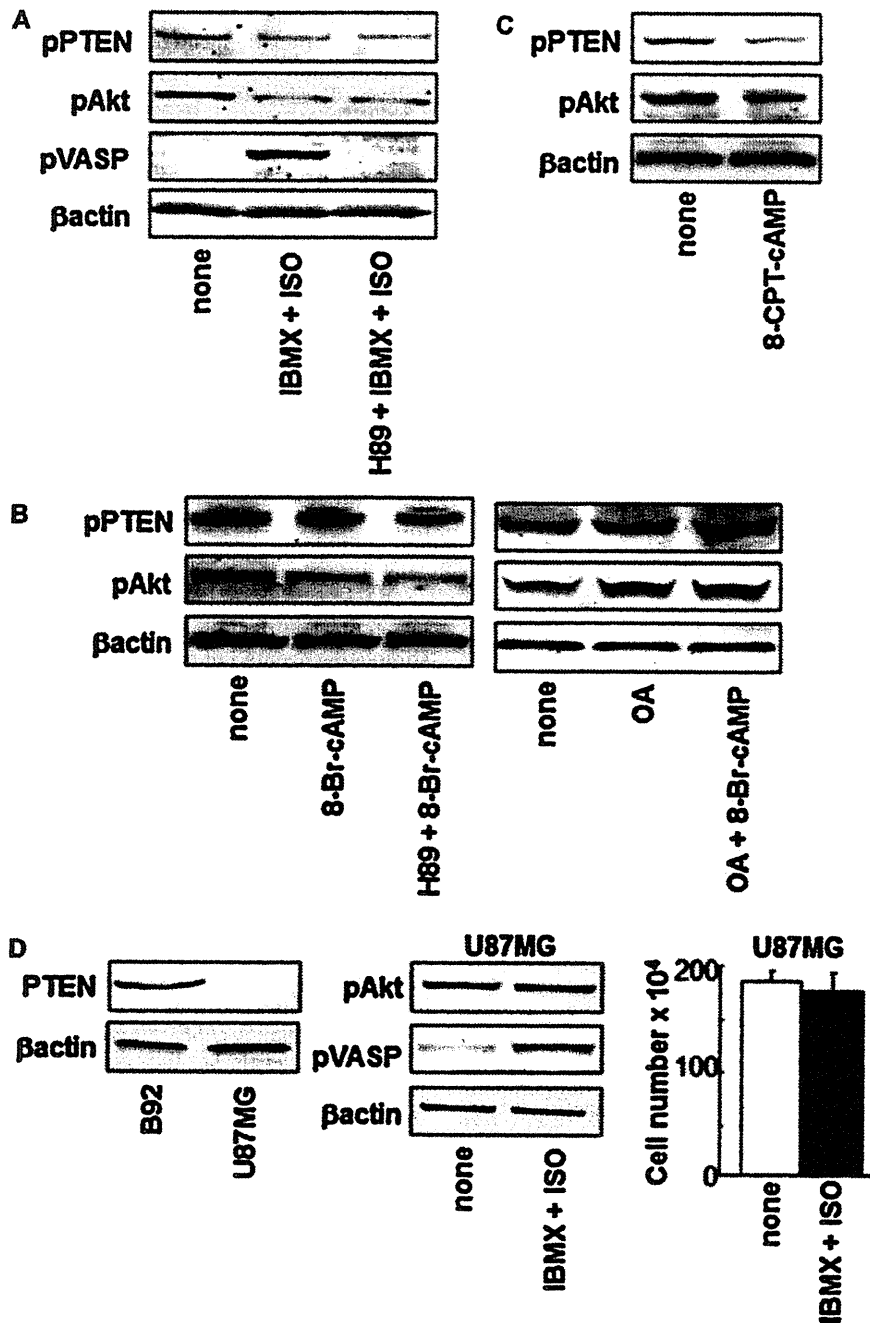 A
pPTEN
pAkt
pVASP
βactin
none
IBMX + ISO
H89 + IBMX + ISO
C
pPTEN
pAkt
βactin
none
8-CPT-cAMP
B
pPTEN
pAkt
βactin
none
8-Br-cAMP
H89 + 8-Br-cAMP
none
OA
OA + 8-Br-cAMP
D
PTEN
βactin
B92
U87MG
U87MG
pAkt
pVASP
βactin
none
IBMX + ISO
U87MG
Cell number x 10⁴
200
100
0
none
IBMX + ISO